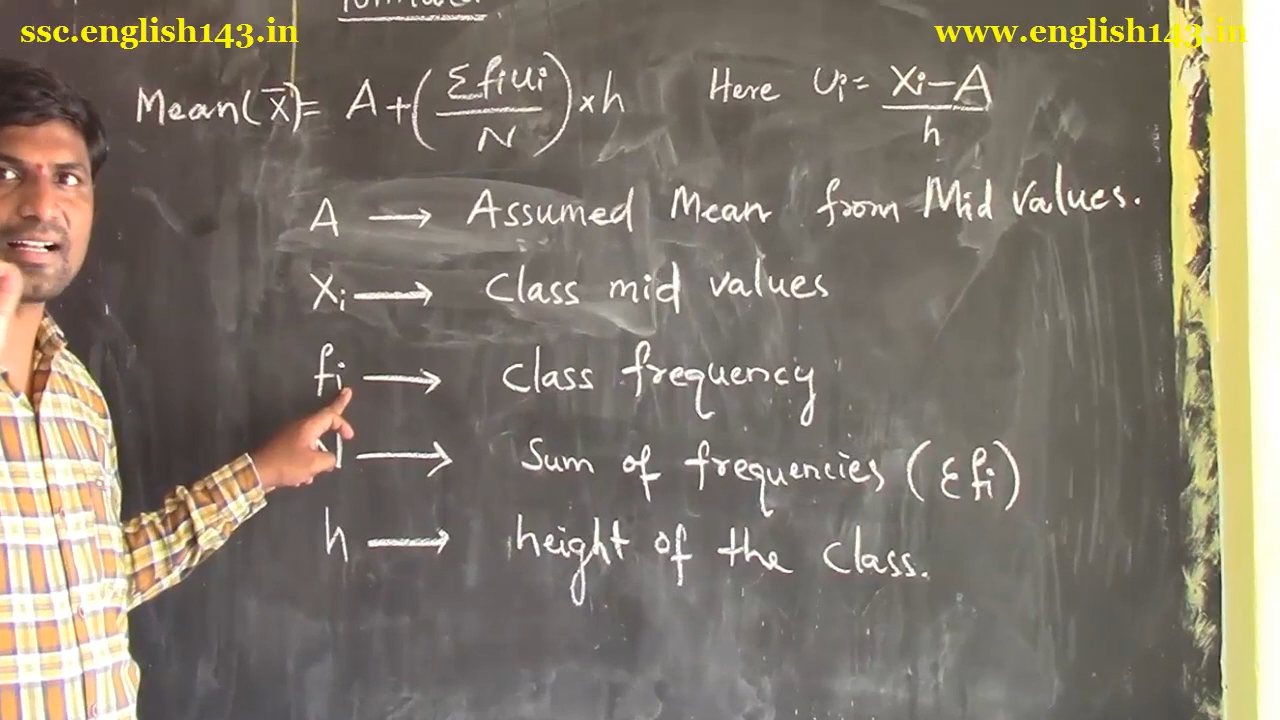 ssc.english143.in
www.english143.in
Mean(x̄)= A+(Σfiui/N)×h Here Ui= Xi−A/h
A → Assumed Mean from Mid values.
Xi → Class mid values
fi → Class frequency
N → Sum of frequencies (Σfi)
h → height of the class.